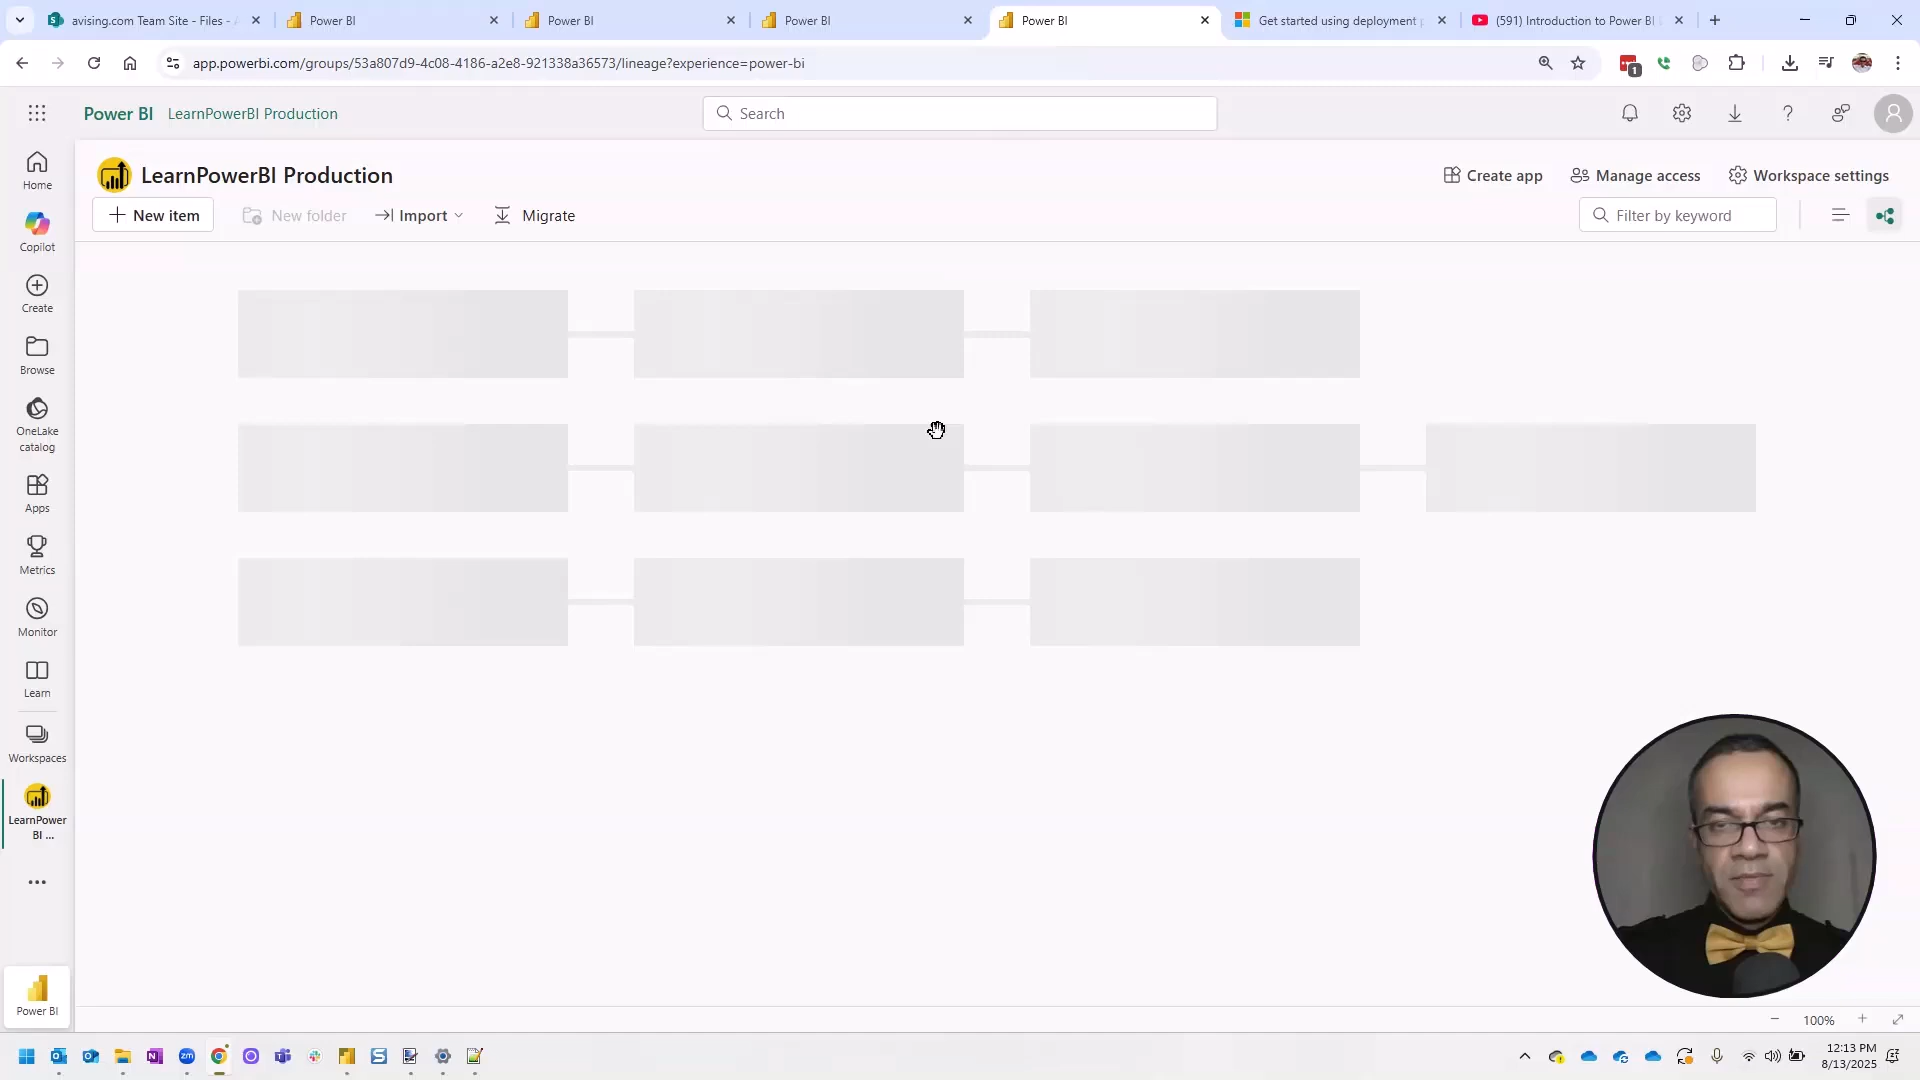 avising.com Team Site - Files -
Power BI
Power BI
Power BI
Power BI
Get started using deployment
(591) Introduction to Power BI
app.powerbi.com/groups/53a807d9-4c08-4186-a2e8-921338a36573/lineage?experience=power-bi
1
Power BI
LearnPowerBI Production
Search
LearnPowerBI Production
Create app
Manage access
Workspace settings
New item
New folder
Import
Migrate
Filter by keyword
Home
Copilot
Create
Browse
OneLake
catalog
Apps
Metrics
Monitor
Learn
Workspaces
LearnPower
BI ...
Power BI
100%
zm
12:13 PM
8/13/2025